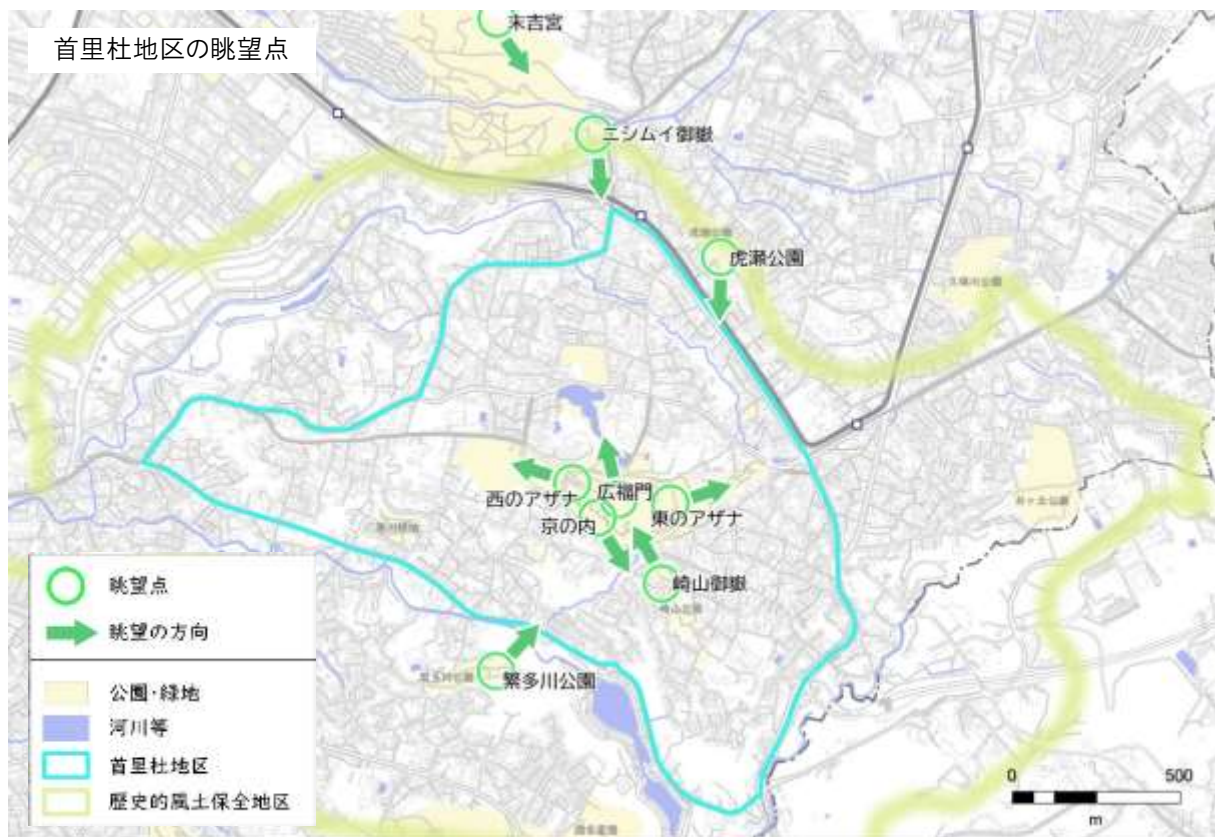 首里杜地区の眺望点
末吉宮
ニシムイ御嶽
虎瀬公園
西のアザナ
広福門
東のアザナ
京の内
崎山御嶽
繁多川公園
眺望点
眺望の方向
公園・緑地
河川等
首里杜地区
歴史的風土保全地区
0
500
m